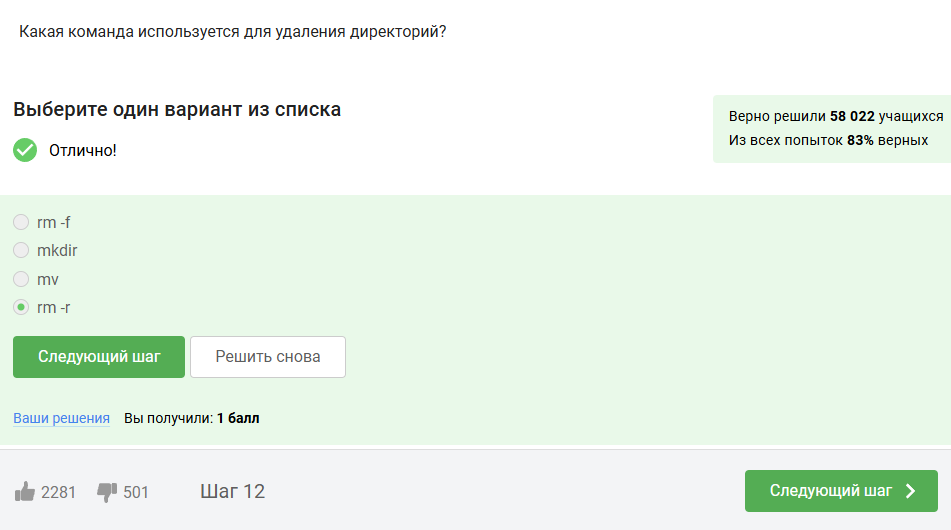 Какая команда используется для удаления директорий?
Выберите один вариант из списка
Верно решили 58 022 учащихся
Из всех попыток 83% верных
Отлично!
rm -f
mkdir
mv
rm -r
Следующий шаг
Решить снова
Ваши решения Вы получили: 1 балл
2281 501 Шаг 12 Следующий шаг